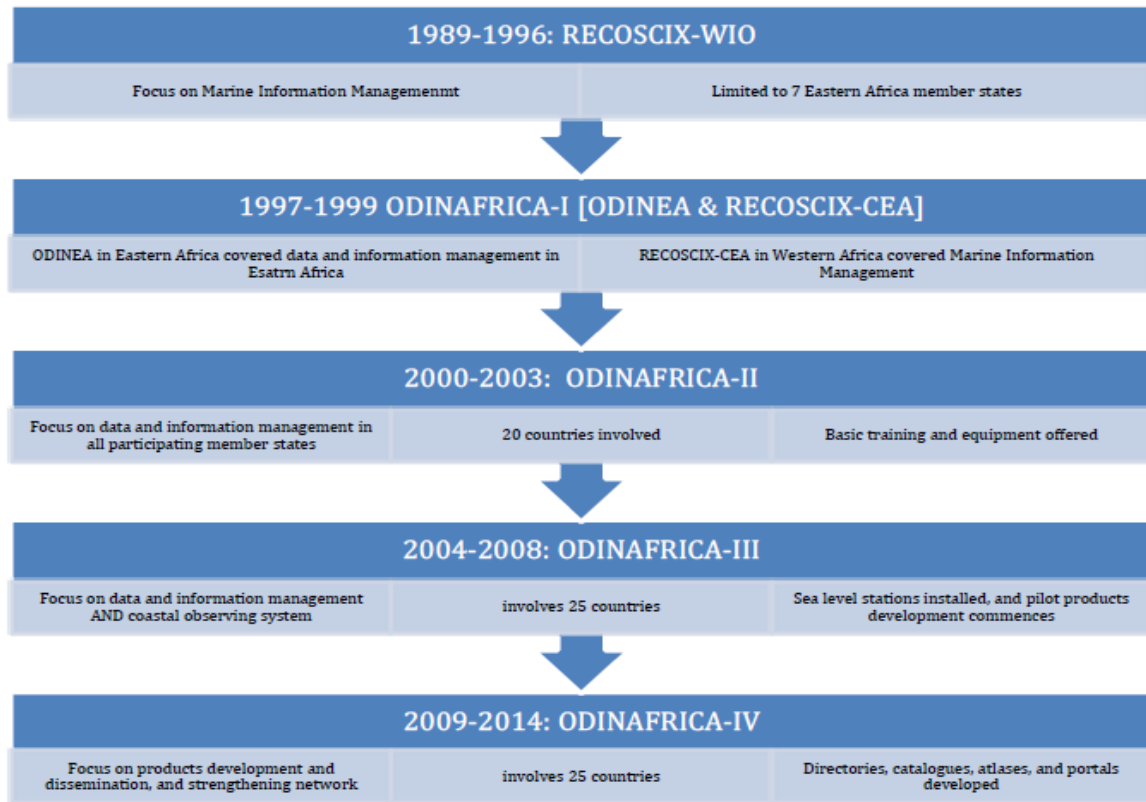 1989-1996: RECOSCIX-WIO
Focus on Marine Information Managemenmt
Limited to 7 Eastern Africa member states
1997-1999 ODINAFRICA-I [ODINEA & RECOSCIX-CEA]
ODINEA in Eastern Africa covered data and information management in
Esatrn Africa
RECOSCIX-CEA in Western Africa covered Marine Information
Management
2000-2003:  ODINAFRICA-II
Focus on data and information management in
all participating member states
20 countries involved
Basic training and equipment offered
2004-2008: ODINAFRICA-III
Focus on data and information management
AND coastal observing system
involves 25 countries
Sea level stations installed, and pilot products
development commences
2009-2014: ODINAFRICA-IV
Focus on products development and
dissemination, and strengthening network
involves 25 countries
Directories, catalogues, atlases, and portals
developed